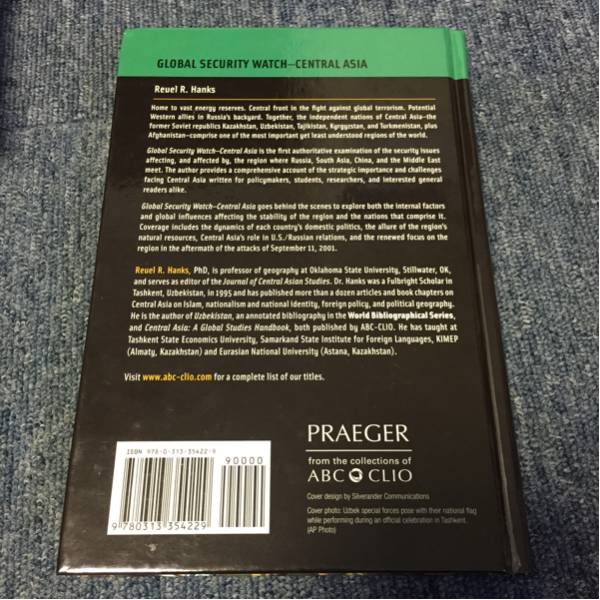 GLOBAL SECURITY WATCH—CENTRAL ASIA
Reuel R. Hanks
Home to vast energy reserves. Central front in the fight against global terrorism. Potential
Western allies in Russia's backyard. Together, the independent nations of Central Asia—the
former Soviet republics Kazakhstan, Uzbekistan, Tajikistan, Kyrgyzstan, and Turkmenistan, plus
Afghanistan—comprise one of the most important yet least understood regions of the world.
Global Security Watch—Central Asia is the first authoritative examination of the security issues
affecting, and affected by, the region where Russia, South Asia, China, and the Middle East
meet. The author provides a comprehensive account of the strategic importance and challenges
facing Central Asia written for policymakers, students, researchers, and interested general
readers alike.
Global Security Watch—Central Asia goes behind the scenes to explore both the internal factors
and global influences affecting the stability of the region and the nations that comprise it.
Coverage includes the dynamics of each country's domestic politics, the allure of the region's
natural resources, Central Asia's role in U.S./Russian relations, and the renewed focus on the
region in the aftermath of the attacks of September 11, 2001.
Reuel R. Hanks, PhD, is professor of geography at Oklahoma State University, Stillwater, OK,
and serves as editor of the Journal of Central Asian Studies. Dr. Hanks was a Fulbright Scholar in
Tashkent, Uzbekistan, in 1995 and has published more than a dozen articles and book chapters on
Central Asia on Islam, nationalism and national identity, foreign policy, and political geography.
He is the author of Uzbekistan, an annotated bibliography in the World Bibliographical Series,
and Central Asia: A Global Studies Handbook, both published by ABC-CLIO. He has taught at
Tashkent State Economics University, Samarkand State Institute for Foreign Languages, KIMEP
(Almaty, Kazakhstan) and Eurasian National University (Astana, Kazakhstan).
Visit www.abc-clio.com for a complete list of our titles.
ISBN 978-0-313-35422-9
90000
9 780313 354229
PRAEGER
from the collections of
ABC CLIO
Cover design by Silverander Communications
Cover photo: Uzbek special forces pose with their national flag
while performing during an official celebration in Tashkent.
(AP Photo)